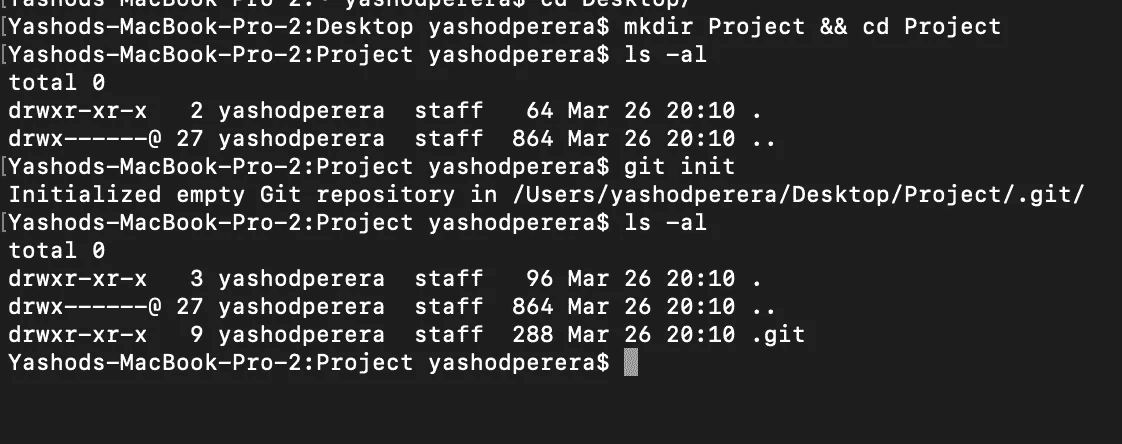 [Yashods-MacBook-Pro-2:~ yashodperera$ cd Desktop/
[Yashods-MacBook-Pro-2:Desktop yashodperera$ mkdir Project && cd Project
[Yashods-MacBook-Pro-2:Project yashodperera$ ls -al
total 0
drwxr-xr-x   2 yashodperera  staff   64 Mar 26 20:10 .
drwx------@ 27 yashodperera  staff  864 Mar 26 20:10 ..
[Yashods-MacBook-Pro-2:Project yashodperera$ git init
Initialized empty Git repository in /Users/yashodperera/Desktop/Project/.git/
[Yashods-MacBook-Pro-2:Project yashodperera$ ls -al
total 0
drwxr-xr-x   3 yashodperera  staff   96 Mar 26 20:10 .
drwx------@ 27 yashodperera  staff  864 Mar 26 20:10 ..
drwxr-xr-x   9 yashodperera  staff  288 Mar 26 20:10 .git
Yashods-MacBook-Pro-2:Project yashodperera$